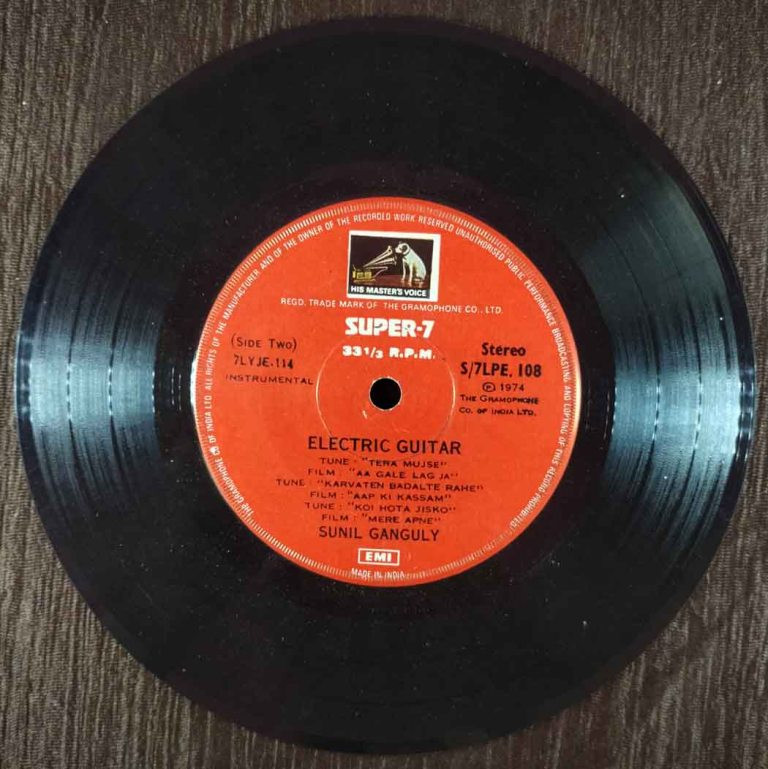 THE GRAMOPHONE CO OF INDIA LTD. ALL RIGHTS OF THE MANUFACTURER AND OF THE OWNER OF THE RECORDED WORK RESERVED UNAUTHORISED PUBLIC PERFORMANCE BROADCASTING AND COPYING OF THIS RECORD PROHIBITED
HIS MASTER'S VOICE
REGD. TRADE MARK OF THE GRAMOPHONE CO., LTD.
SUPER-7
33 1/3 R.P.M.
(SIDE TWO)
7LYJE.114
INSTRUMENTAL
Stereo
S/7LPE, 108
Ⓟ 1974
THE GRAMOPHONE
CO. OF INDIA LTD.
ELECTRIC GUITAR
TUNE : "TERA MUJSE"
FILM : "AA GALE LAG JA"
TUNE : "KARVATEN BADALTE RAHE"
FILM : "AAP KI KASSAM"
TUNE : "KOI HOTA JISKO"
FILM : "MERE APNE"
SUNIL GANGULY
EMI
MADE IN INDIA